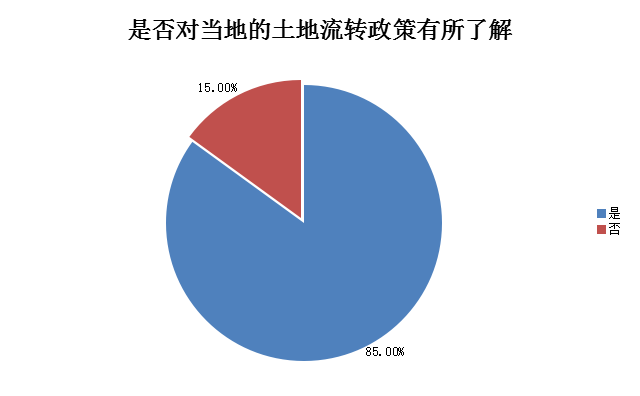 是否对当地的土地流转政策有所了解
15.00%
是
否
85.00%